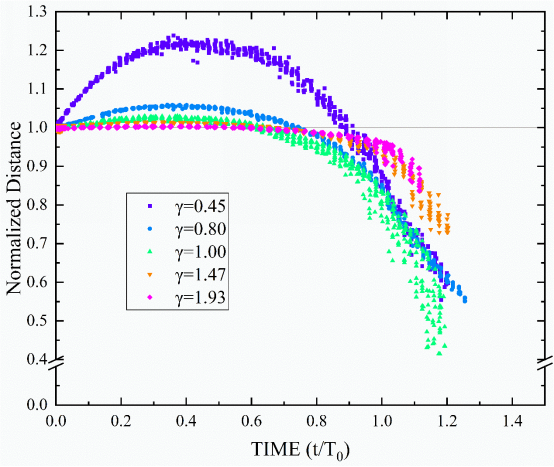 1.3
1.2
1.1
1.0
0.9
0.8
0.7
0.6
0.5
0.4
0.0
Normalized Distance
γ=0.45
γ=0.80
γ=1.00
γ=1.47
γ=1.93
0.0 0.2 0.4 0.6 0.8 1.0 1.2 1.4
TIME (t/T₀)